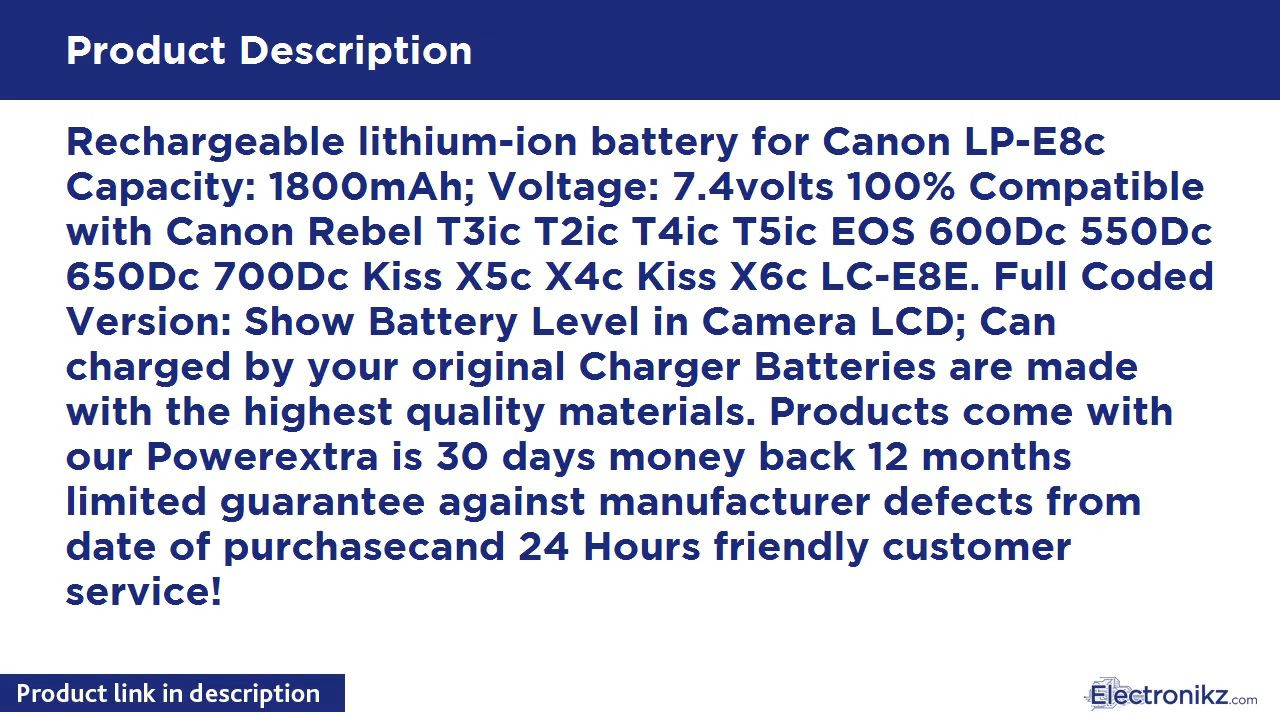 Product Description
Rechargeable lithium-ion battery for Canon LP-E8c
Capacity: 1800mAh; Voltage: 7.4volts 100% Compatible
with Canon Rebel T3ic T2ic T4ic T5ic EOS 600Dc 550Dc
650Dc 700Dc Kiss X5c X4c Kiss X6c LC-E8E. Full Coded
Version: Show Battery Level in Camera LCD; Can
charged by your original Charger Batteries are made
with the highest quality materials. Products come with
our Powerextra is 30 days money back 12 months
limited guarantee against manufacturer defects from
date of purchasecand 24 Hours friendly customer
service!
Product link in description
Electronikz.com